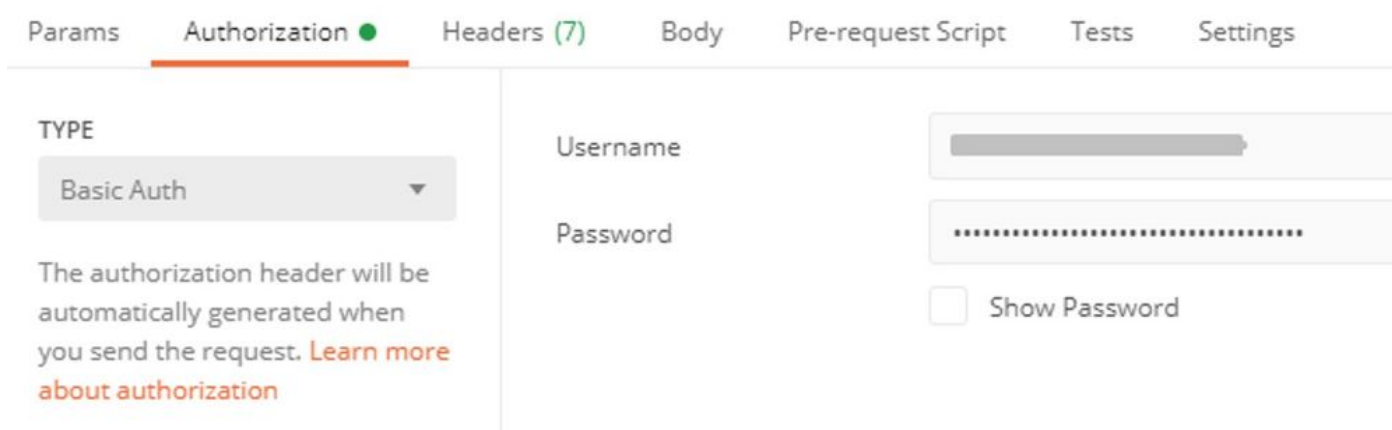 Params Authorization Headers (7) Body Pre-request Script Tests Settings
TYPE
Basic Auth
The authorization header will be
automatically generated when
you send the request. Learn more
about authorization
Username
Password
••••••••••••••••••••••••••••••••••••
Show Password